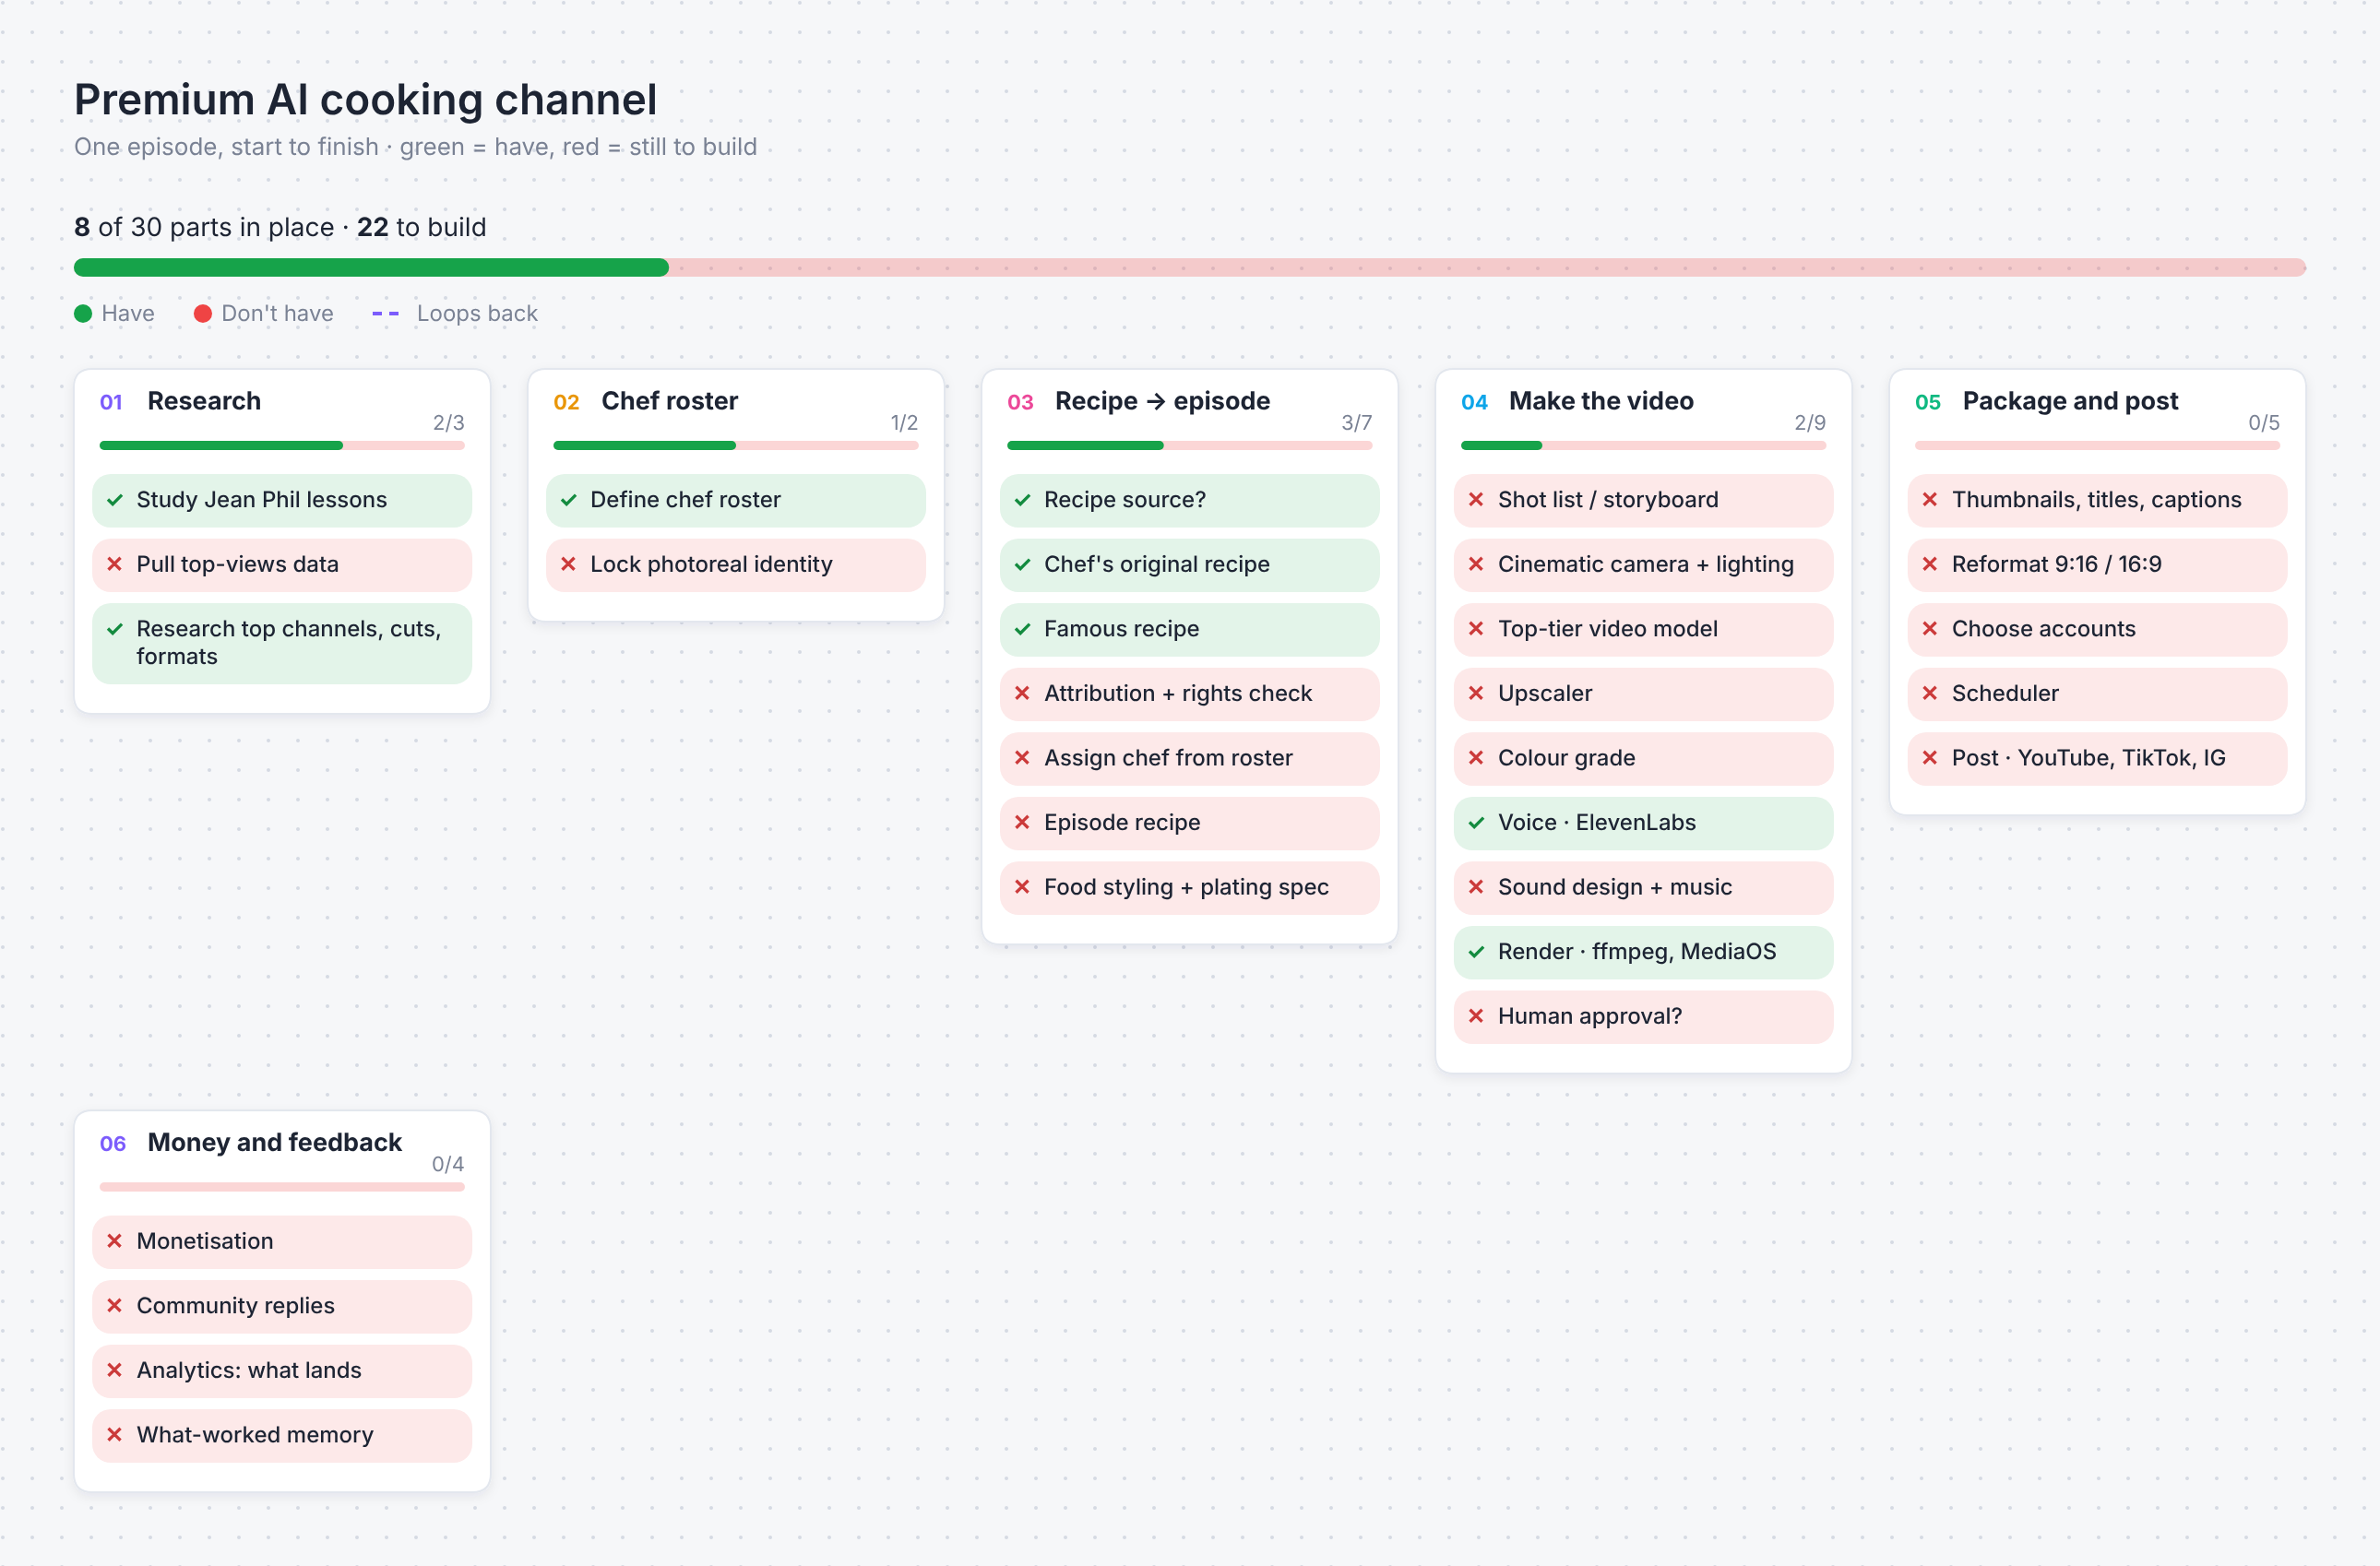 Premium AI cooking channel
One episode, start to finish · green = have, red = still to build
8 of 30 parts in place · 22 to build
Have
Don't have
Loops back
01 Research
2/3
✓ Study Jean Phil lessons
✕ Pull top-views data
✓ Research top channels, cuts,
formats
02 Chef roster
1/2
✓ Define chef roster
✕ Lock photoreal identity
03 Recipe → episode
3/7
✓ Recipe source?
✓ Chef's original recipe
✓ Famous recipe
✕ Attribution + rights check
✕ Assign chef from roster
✕ Episode recipe
✕ Food styling + plating spec
04 Make the video
2/9
✕ Shot list / storyboard
✕ Cinematic camera + lighting
✕ Top-tier video model
✕ Upscaler
✕ Colour grade
✓ Voice · ElevenLabs
✕ Sound design + music
✓ Render · ffmpeg, MediaOS
✕ Human approval?
05 Package and post
0/5
✕ Thumbnails, titles, captions
✕ Reformat 9:16 / 16:9
✕ Choose accounts
✕ Scheduler
✕ Post · YouTube, TikTok, IG
06 Money and feedback
0/4
✕ Monetisation
✕ Community replies
✕ Analytics: what lands
✕ What-worked memory